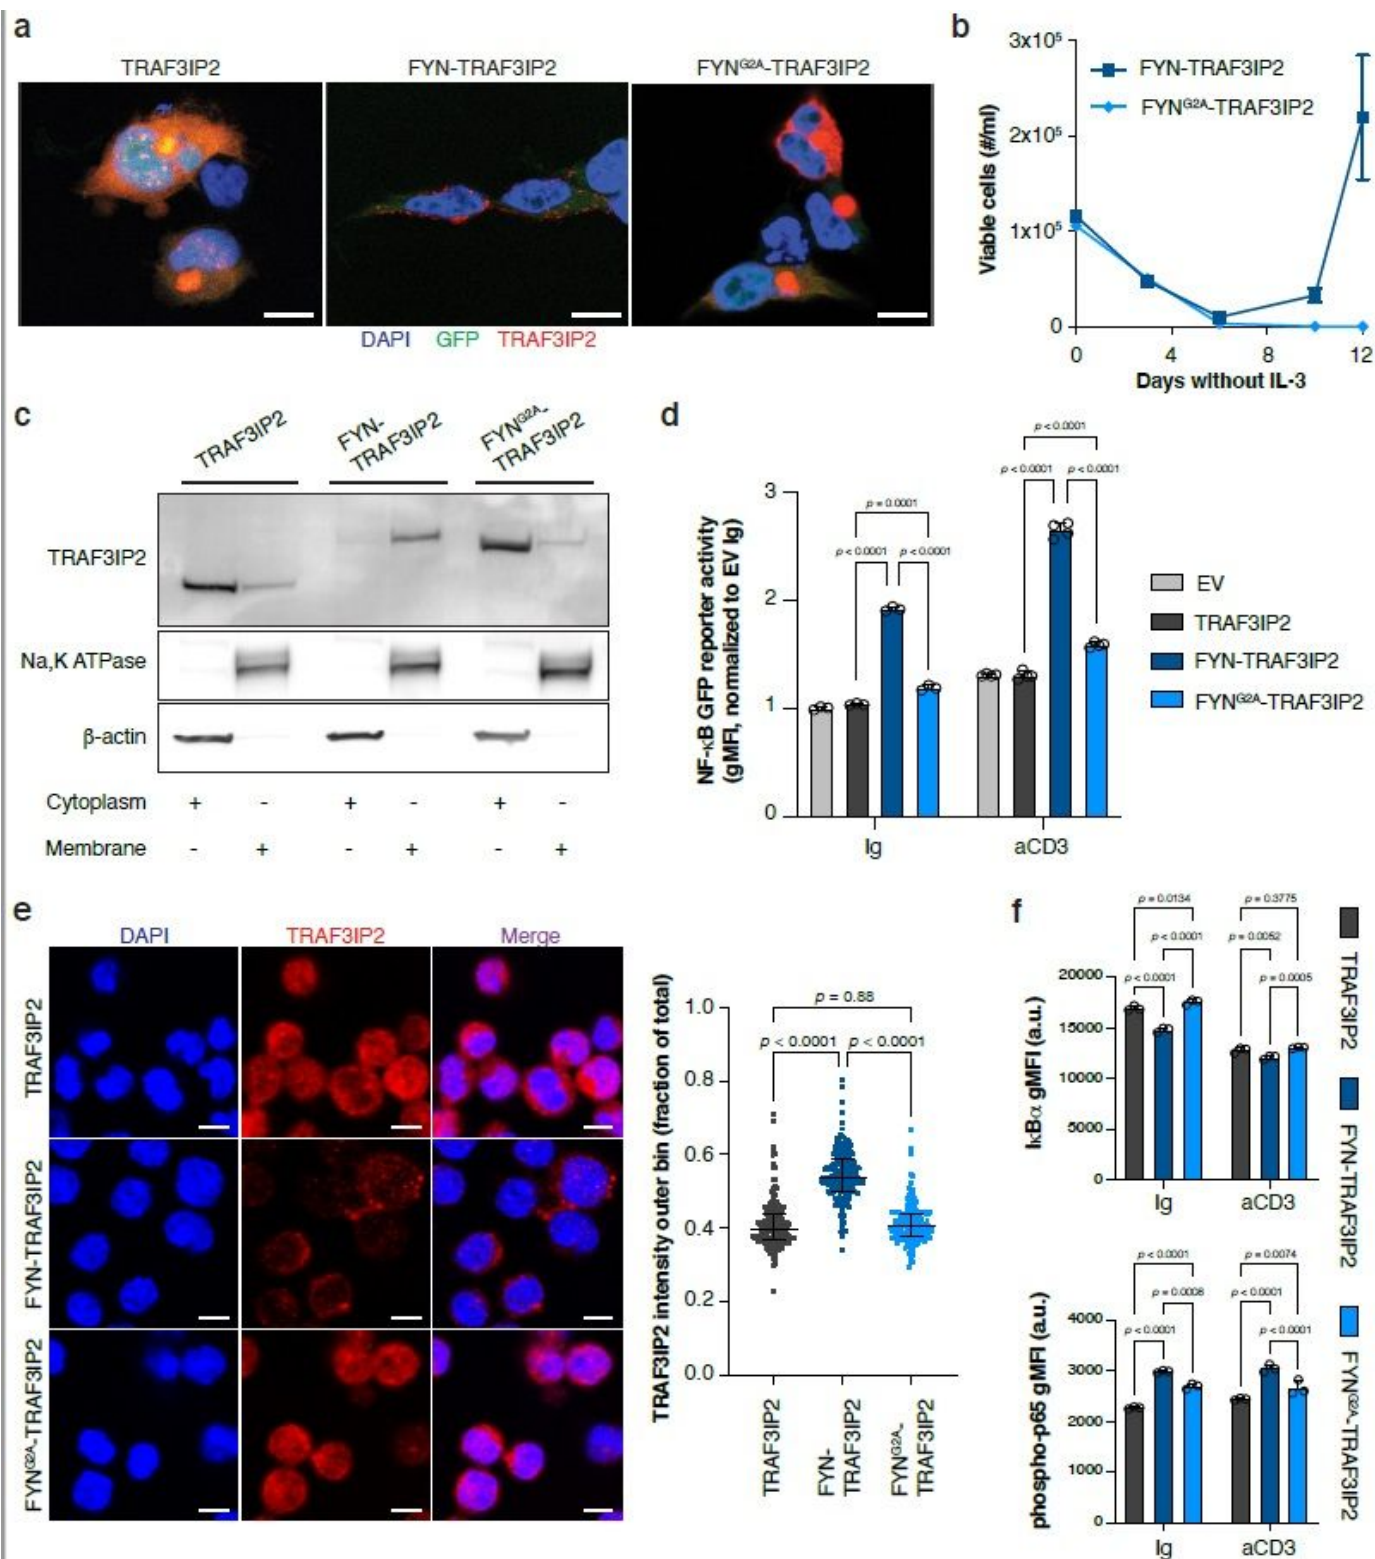 a
TRAF3IP2
FYN-TRAF3IP2
FYNᴳ²ᴬ-TRAF3IP2
DAPI GFP TRAF3IP2
b
3x10⁵
2x10⁵
1x10⁵
0
Viable cells (#/ml)
FYN-TRAF3IP2
FYNᴳ²ᴬ-TRAF3IP2
0 4 8 12
Days without IL-3
c
TRAF3IP2
FYN-
TRAF3IP2
FYNᴳ²ᴬ-
TRAF3IP2
TRAF3IP2
Na,K ATPase
β-actin
Cytoplasm + - + - + -
Membrane - + - + - +
d
NF-κB GFP reporter activity
(gMFI, normalized to EV Ig)
3
2
1
0
p = 0.0001
p < 0.0001 p < 0.0001
p < 0.0001
p < 0.0001 p < 0.0001
Ig aCD3
EV
TRAF3IP2
FYN-TRAF3IP2
FYNᴳ²ᴬ-TRAF3IP2
e
DAPI TRAF3IP2 Merge
TRAF3IP2
FYN-TRAF3IP2
FYNᴳ²ᴬ-TRAF3IP2
TRAF3IP2 intensity outer bin (fraction of total)
1.0
0.8
0.6
0.4
0.2
0.0
p = 0.88
p < 0.0001 p < 0.0001
TRAF3IP2
FYN-
TRAF3IP2
FYNᴳ²ᴬ-
TRAF3IP2
f
IκBα gMFI (a.u.)
20000
15000
10000
5000
0
p = 0.0134
p < 0.0001
p < 0.0001
p = 0.3775
p = 0.0052
p = 0.0005
Ig aCD3
phospho-p65 gMFI (a.u.)
4000
3000
2000
1000
0
p < 0.0001
p = 0.0008
p < 0.0001
p = 0.0074
p < 0.0001
p < 0.0001
Ig aCD3
TRAF3IP2
FYN-TRAF3IP2
FYNᴳ²ᴬ-TRAF3IP2